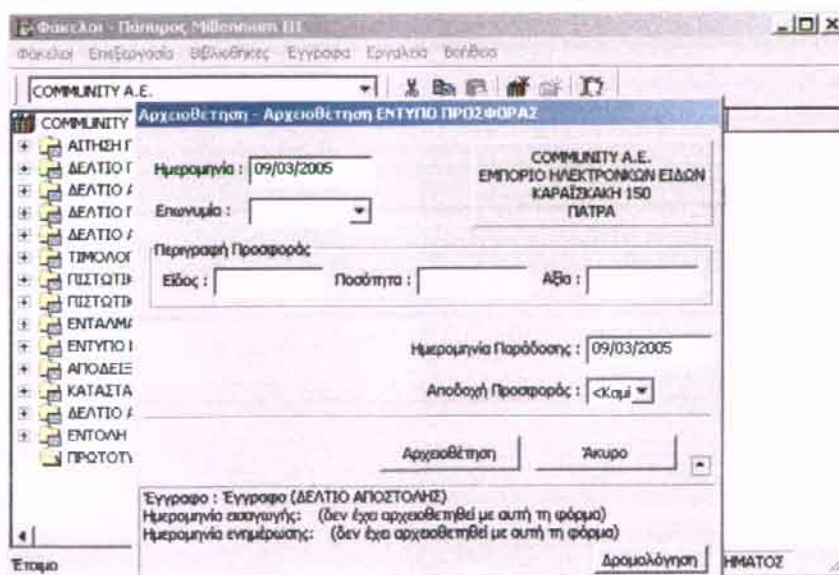 Φάκελοι - Πάπυρος Millennium III
Φάκελοι Επεξεργασία Βιβλιοθήκες Έγγραφα Εργαλεία Βοήθεια
COMMUNITY A.E.
COMMUNITY
ΑΙΤΗΣΗ Γ
ΔΕΛΤΙΟ Γ
ΔΕΛΤΙΟ Α
ΔΕΛΤΙΟ Γ
ΔΕΛΤΙΟ Α
ΤΙΜΟΛΟΓ
ΠΙΣΤΩΤΙΚ
ΠΙΣΤΩΤΙΚ
ΕΝΤΑΛΜΑ
ΕΝΤΥΠΟ
ΑΠΟΔΕΙΞ
ΚΑΤΑΣΤΑ
ΔΕΛΤΙΟ Α
ΕΝΤΟΛΗ
ΠΡΩΤΟΤΥ
Αρχειοθέτηση - Αρχειοθέτηση ΕΝΤΥΠΟ ΠΡΟΣΦΟΡΑΣ
Ημερομηνία : 09/03/2005
COMMUNITY A.E.
ΕΜΠΟΡΙΟ ΗΛΕΚΤΡΟΝΙΚΩΝ ΕΙΔΩΝ
ΚΑΡΑΪΣΚΑΚΗ 150
ΠΑΤΡΑ
Επωνυμία :
Περιγραφή Προσφοράς
Είδος : Ποσότητα : Αξία :
Ημερομηνία Παράδοσης : 09/03/2005
Αποδοχή Προσφοράς : <Καμί
Αρχειοθέτηση Άκυρο
Έγγραφο : Έγγραφο (ΔΕΛΤΙΟ ΑΠΟΣΤΟΛΗΣ)
Ημερομηνία εισαγωγής: (δεν έχει αρχειοθετηθεί με αυτή τη φόρμα)
Ημερομηνία ενημέρωσης: (δεν έχει αρχειοθετηθεί με αυτή τη φόρμα)
Δρομολόγηση
Έτοιμο ΗΜΑΤΟΣ